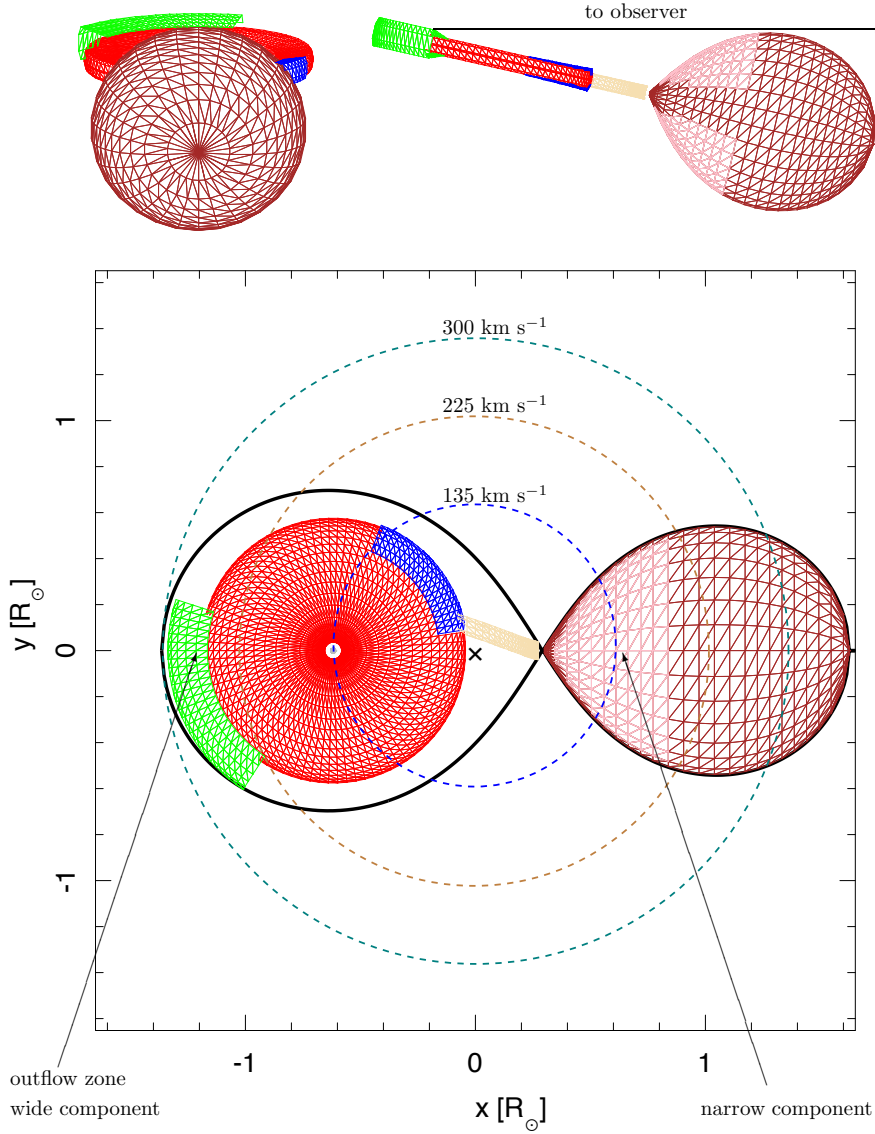 to observer
300 km s⁻¹
225 km s⁻¹
135 km s⁻¹
1
0
-1
y [R⊙]
-1
0
1
x [R⊙]
outflow zone
wide component
narrow component